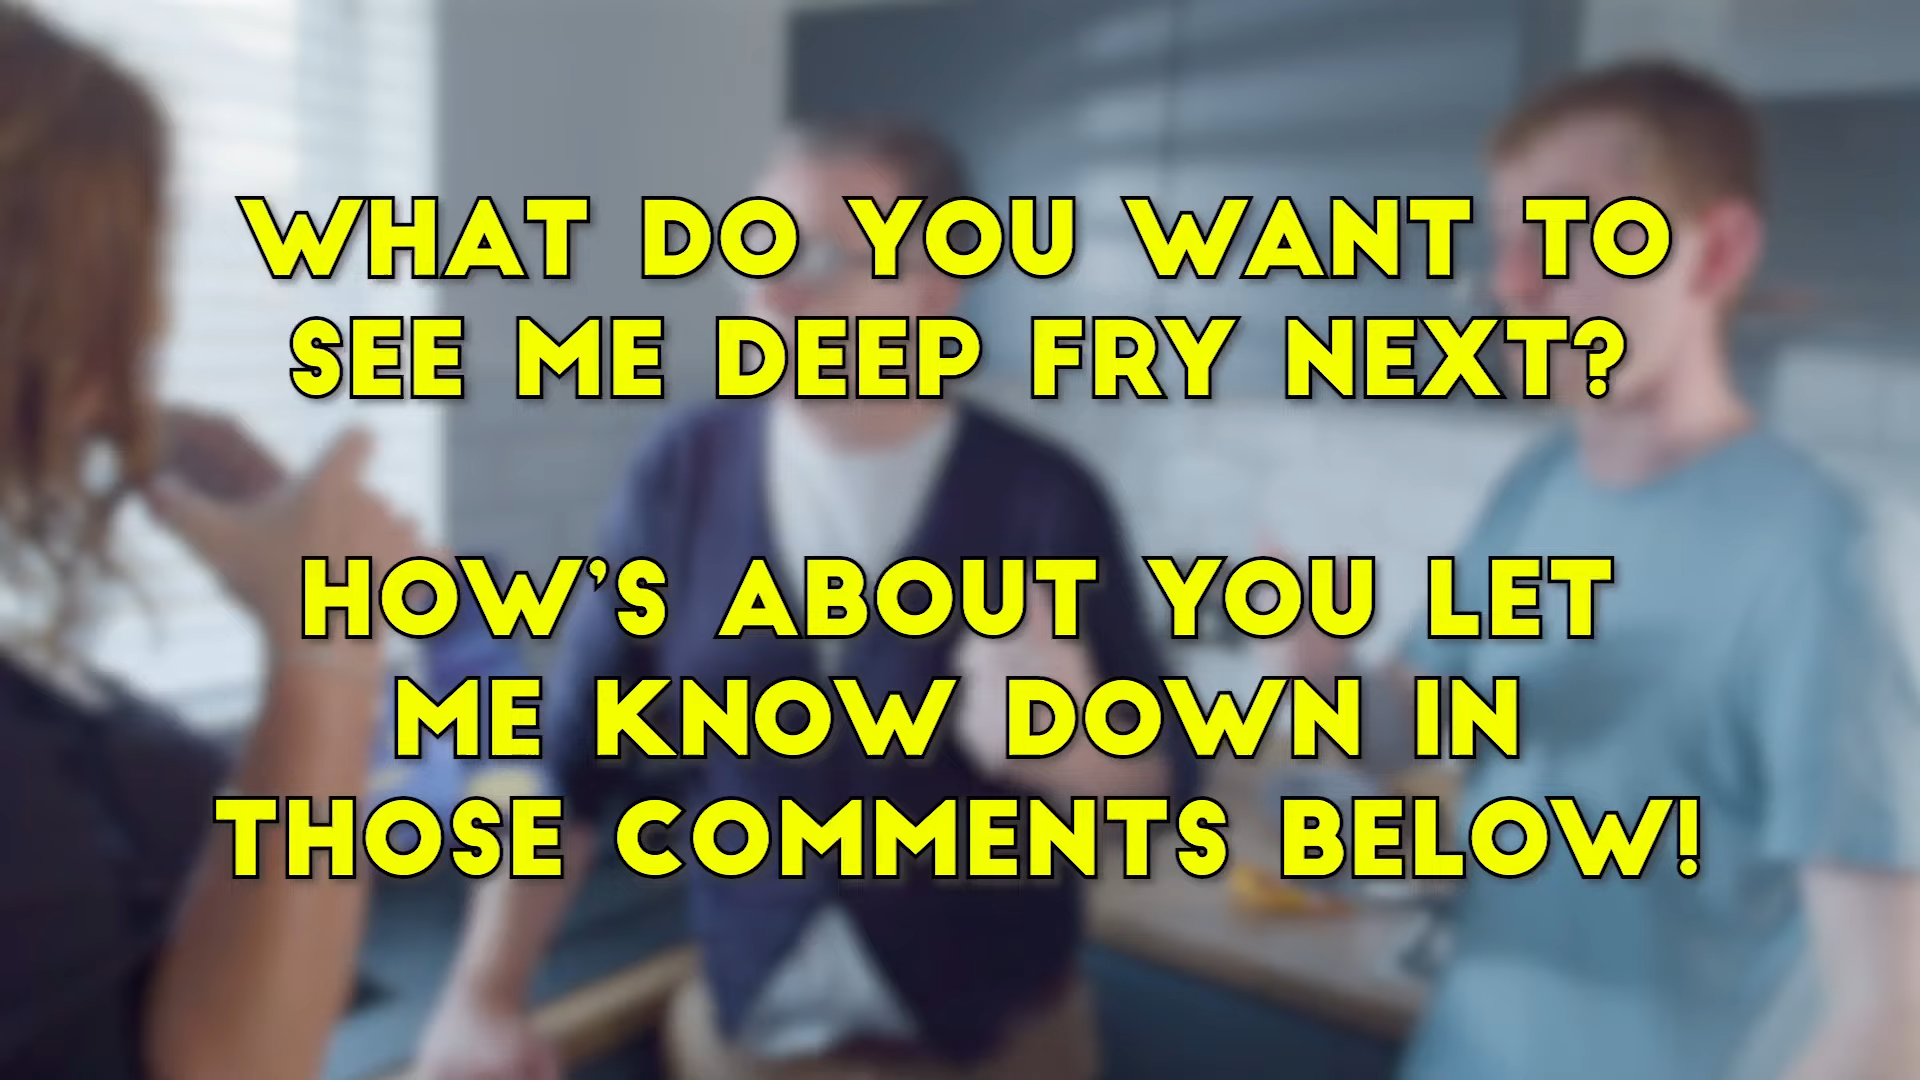 WHAT DO YOU WANT TO
SEE ME DEEP FRY NEXT?
HOW'S ABOUT YOU LET
ME KNOW DOWN IN
THOSE COMMENTS BELOW!